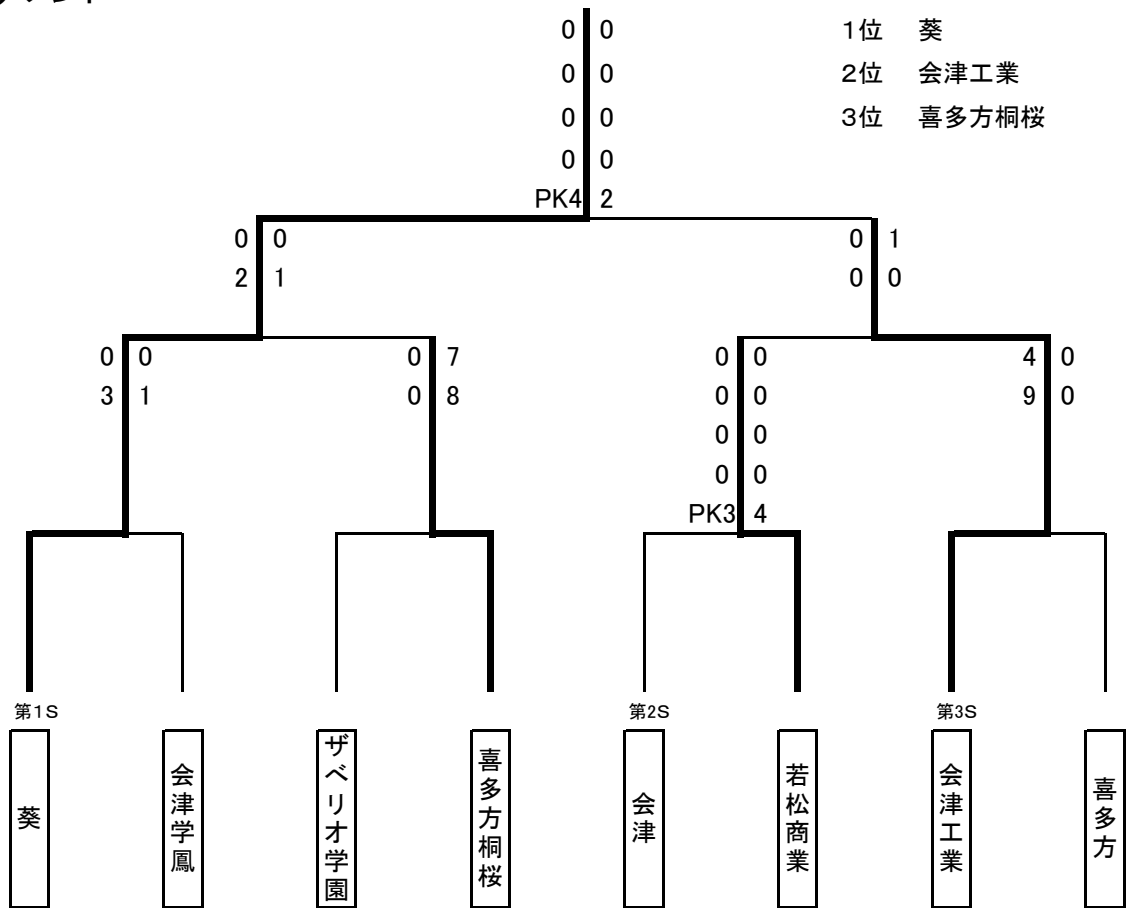 0 0 1位 葵
0 0 2位 会津工業
0 0 3位 喜多方桐桜
0 0
PK4 2
0 0 0 1
2 1 0 0
0 0 0 7 0 0 4 0
3 1 0 8 0 0 9 0
0 0
0 0
PK3 4
第1S 第2S 第3S
葵
会津学鳳
ザベリオ学園
喜多方桐桜
会津
若松商業
会津工業
喜多方